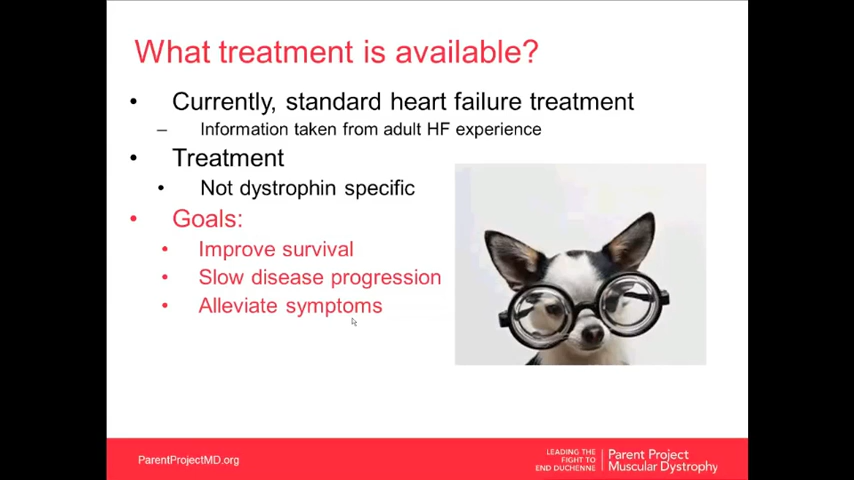 What treatment is available?
• Currently, standard heart failure treatment
– Information taken from adult HF experience
• Treatment
• Not dystrophin specific
• Goals:
• Improve survival
• Slow disease progression
• Alleviate symptoms
ParentProjectMD.org
LEADING THE
FIGHT TO
END DUCHENNE
Parent Project
Muscular Dystrophy